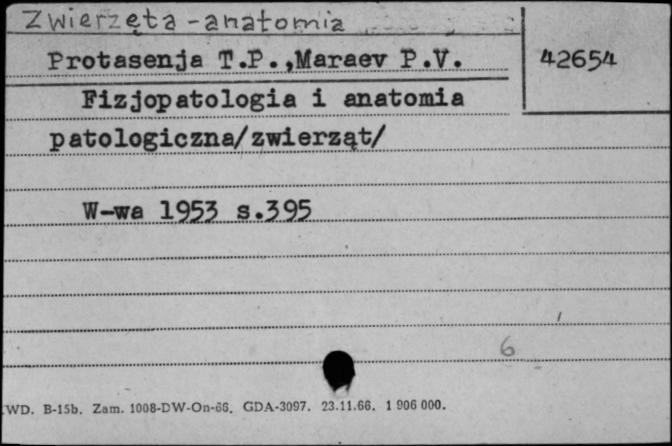 Zwierzęta - anatomia
Protasenja T.P.,Maraev P.V.
42654
Fizjopatologia i anatomia
patologiczna/zwierząt/
W-wa 1953 s.395
6
WD. B-15b. Zam. 1008-DW-On-66. GDA-3097. 23.11.66. 1 906 000.